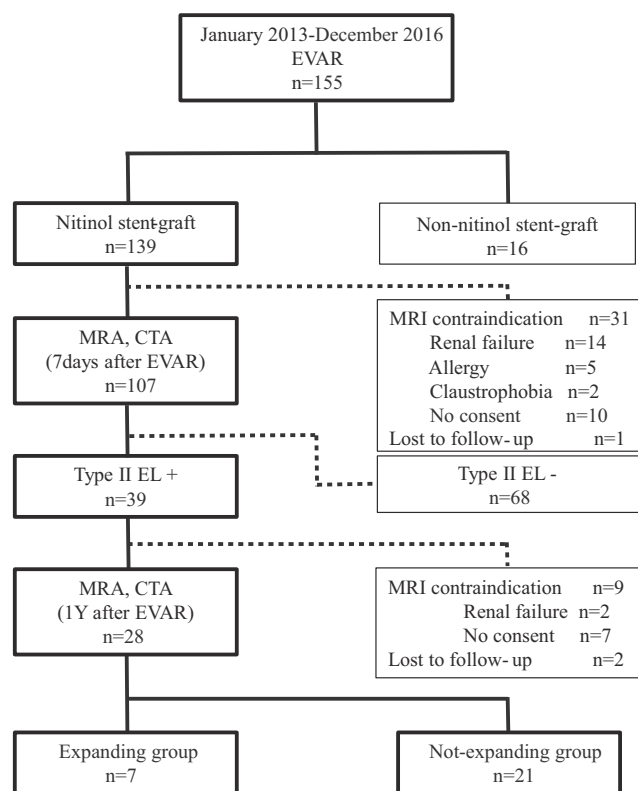 January 2013-December 2016
EVAR
n=155
Nitinol stent-graft
n=139
Non-nitinol stent-graft
n=16
MRA, CTA
(7days after EVAR)
n=107
MRI contraindication n=31
Renal failure n=14
Allergy n=5
Claustrophobia n=2
No consent n=10
Lost to follow-up n=1
Type II EL +
n=39
Type II EL -
n=68
MRA, CTA
(1Y after EVAR)
n=28
MRI contraindication n=9
Renal failure n=2
No consent n=7
Lost to follow-up n=2
Expanding group
n=7
Not-expanding group
n=21